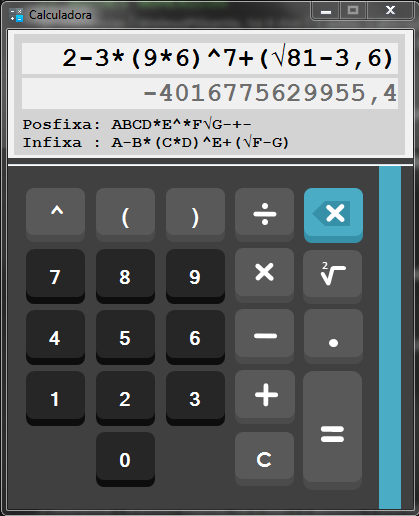 Calculadora
2-3*(9*6)^7+(√81-3,6)
-4016775629955,4
Posfixa: ABCD*E^*F√G-+-
Infixa : A-B*(C*D)^E+(√F-G)
^ ( ) ÷ ×
7 8 9 × 2√
4 5 6 - .
1 2 3 + =
0 C